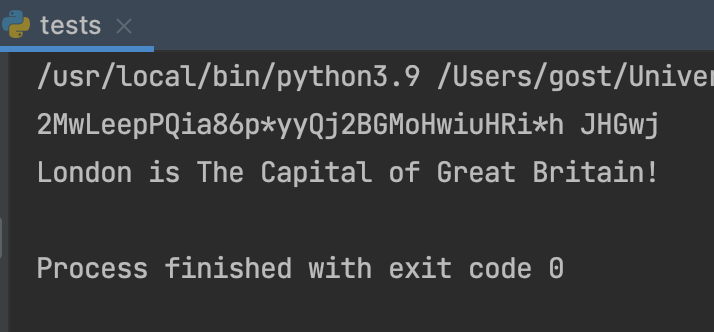 tests
/usr/local/bin/python3.9 /Users/gost/Univer
2MwLeepPQia86p*yyQj2BGMoHwiuHRi*h JHGwj
London is The Capital of Great Britain!
Process finished with exit code 0